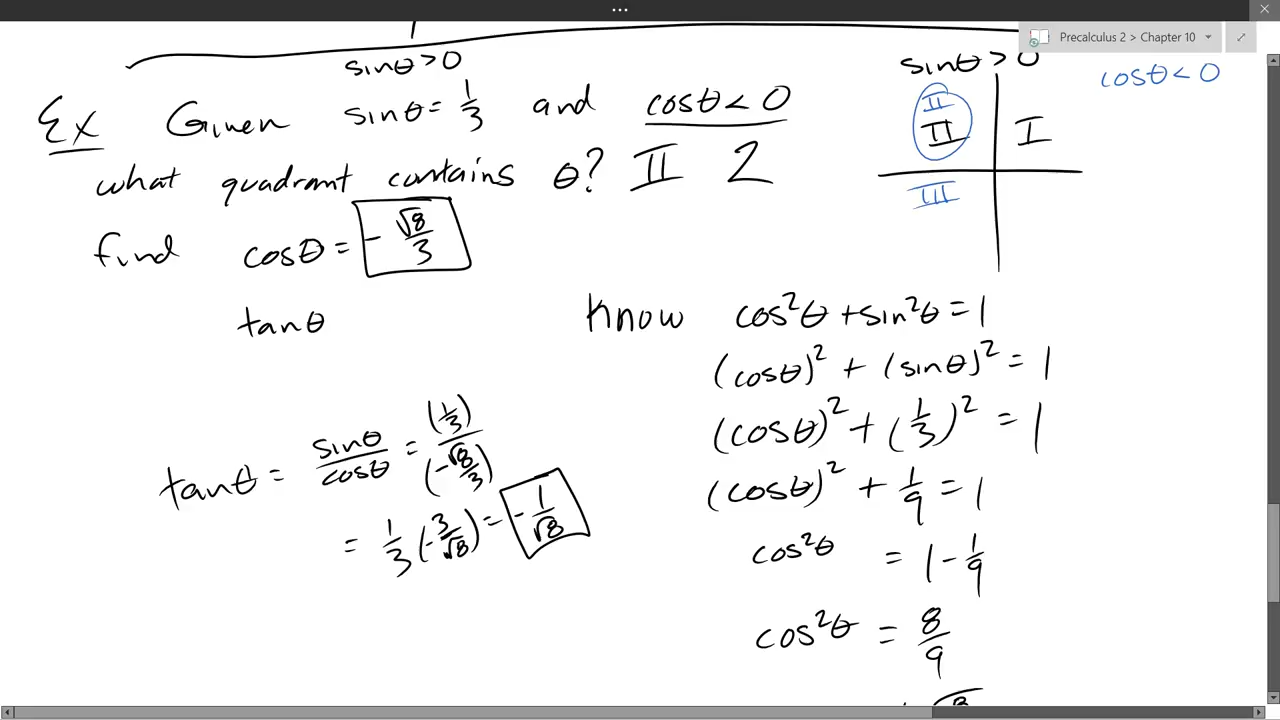 Precalculus 2 > Chapter 10
sinθ > 0
sinθ > 0
cosθ < 0
Ex Given sinθ = 1/3 and cosθ < 0
what quadrant contains θ? II 2
II
II I
III
find cosθ = -√8/3
tanθ
Know cos²θ + sin²θ = 1
(cosθ)² + (sinθ)² = 1
(cosθ)² + (1/3)² = 1
(cosθ)² + 1/9 = 1
cos²θ = 1 - 1/9
cos²θ = 8/9
tanθ = sinθ/cosθ = (1/3)/(-√8/3)
= 1/3 (-3/√8) = -1/√8